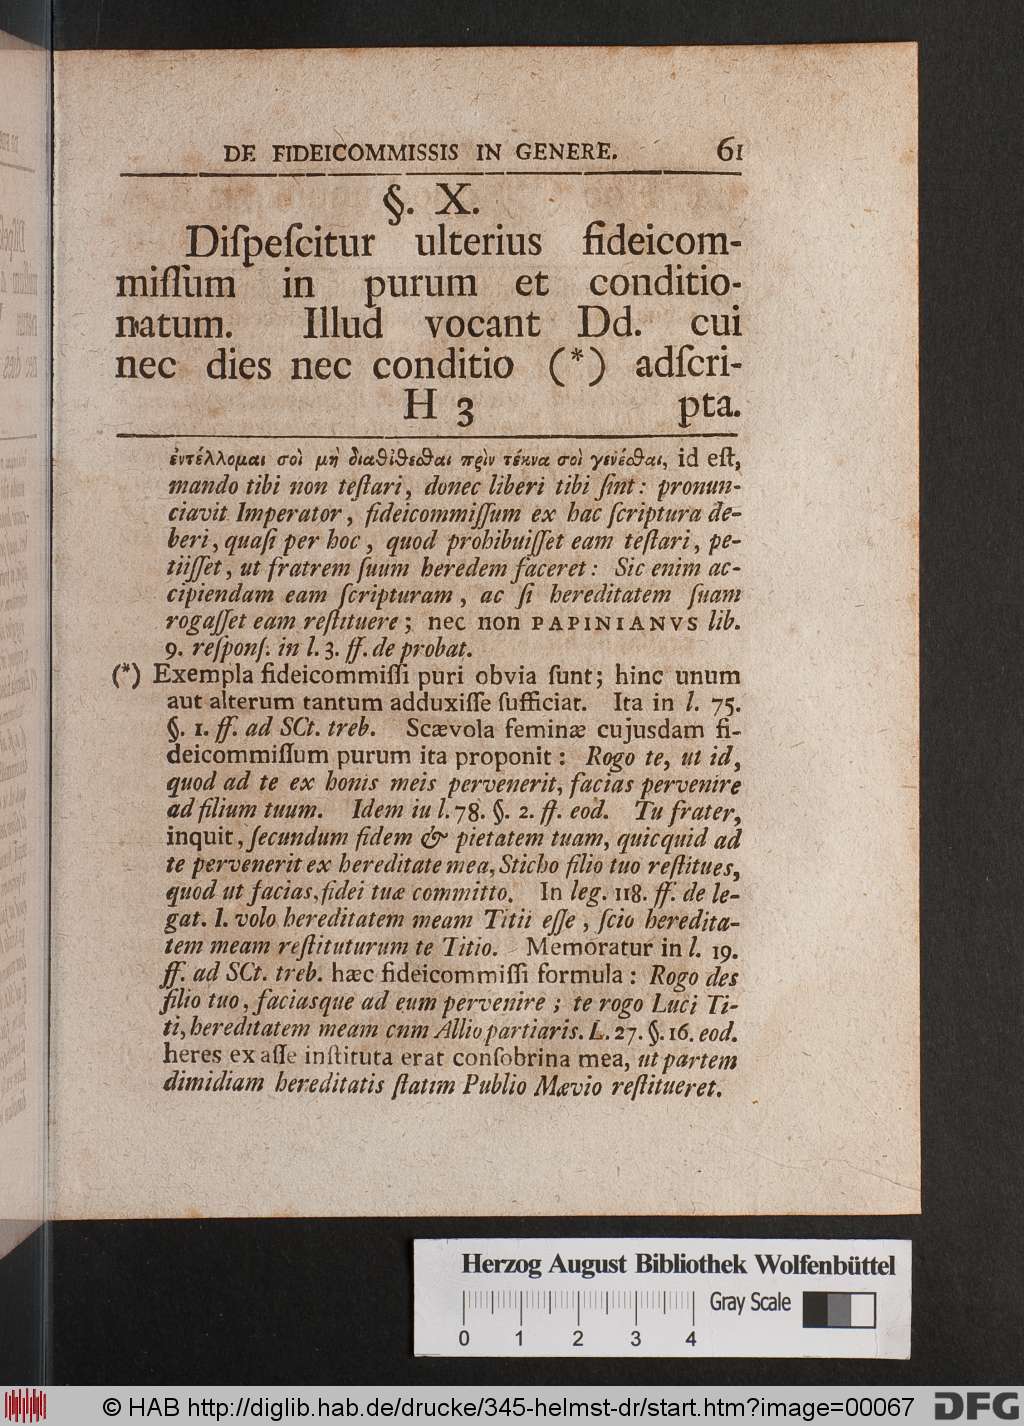 DE FIDEICOMMISSIS IN GENERE. 61
§. X.
Diſpeſcitur ulterius fideicom-
miſſum in purum et conditio-
natum. Illud vocant Dd. cui
nec dies nec conditio (*) adſcri-
H 3 pta.
ἐντέλλομαι σοὶ μὴ διαθέσθαι πρὶν τέκνα σοὶ γενέσθαι, id eſt,
mando tibi non teſtari, donec liberi tibi ſint: pronun-
ciavit Imperator, fideicommiſſum ex hac ſcriptura de-
beri, quaſi per hoc, quod prohibuiſſet eam teſtari, pe-
tiiſſet, ut fratrem ſuum heredem faceret: Sic enim ac-
cipiendam eam ſcripturam, ac ſi hereditatem ſuam
rogaſſet eam reſtituere; nec non PAPINIANVS lib.
9. reſponſ. in l. 3. ff. de probat.
(*) Exempla fideicommiſſi puri obvia ſunt; hinc unum
aut alterum tantum adduxiſſe ſufficiat. Ita in l. 75.
§. 1. ff. ad SCt. treb. Scævola feminæ cujusdam fi-
deicommiſſum purum ita proponit: Rogo te, ut id,
quod ad te ex honis meis pervenerit, facias pervenire
ad filium tuum. Idem iu l. 78. §. 2. ff. eod. Tu frater,
inquit, ſecundum fidem & pietatem tuam, quicquid ad
te pervenerit ex hereditate mea, Sticho filio tuo reſtitues,
quod ut facias, fidei tuæ committo. In leg. 118. ff. de le-
gat. I. volo hereditatem meam Titii eſſe, ſcio heredita-
tem meam reſtituturum te Titio. Memoratur in l. 19.
ff. ad SCt. treb. hæc fideicommiſſi formula: Rogo des
filio tuo, faciasque ad eum pervenire; te rogo Luci Ti-
ti, hereditatem meam cnm Allio partiaris. L. 27. §. 16. eod.
heres ex aſſe inſtituta erat conſobrina mea, ut partem
dimidiam hereditatis ſtatim Publio Mævio reſtitueret.
Herzog August Bibliothek Wolfenbüttel
Gray Scale
0 1 2 3 4
© HAB http://diglib.hab.de/drucke/345-helmst-dr/start.htm?image=00067
DFG